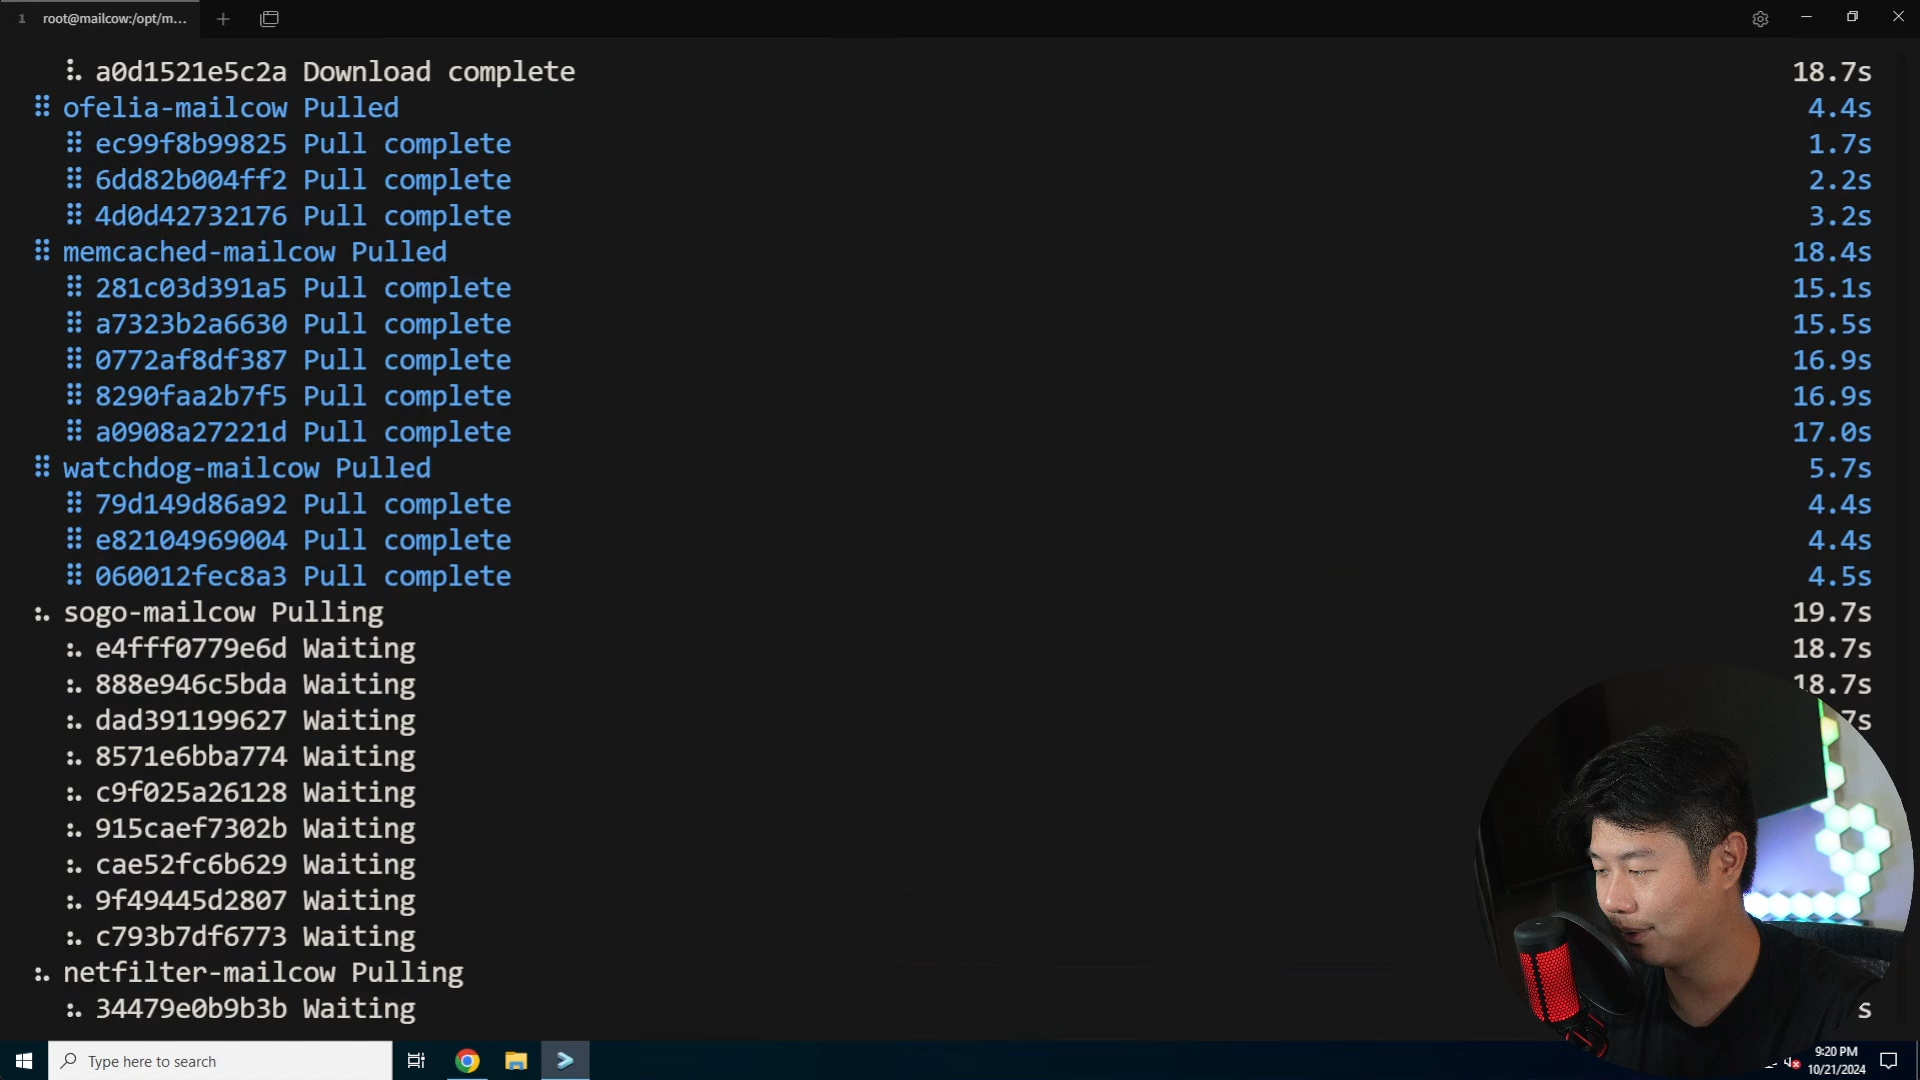 1 root@mailcow:/opt/m...
a0d1521e5c2a Download complete 18.7s
ofelia-mailcow Pulled 4.4s
ec99f8b99825 Pull complete 1.7s
6dd82b004ff2 Pull complete 2.2s
4d0d42732176 Pull complete 3.2s
memcached-mailcow Pulled 18.4s
281c03d391a5 Pull complete 15.1s
a7323b2a6630 Pull complete 15.5s
0772af8df387 Pull complete 16.9s
8290faa2b7f5 Pull complete 16.9s
a0908a27221d Pull complete 17.0s
watchdog-mailcow Pulled 5.7s
79d149d86a92 Pull complete 4.4s
e82104969004 Pull complete 4.4s
060012fec8a3 Pull complete 4.5s
sogo-mailcow Pulling 19.7s
e4fff0779e6d Waiting 18.7s
888e946c5bda Waiting 18.7s
dad391199627 Waiting 7s
8571e6bba774 Waiting
c9f025a26128 Waiting
915caef7302b Waiting
cae52fc6b629 Waiting
9f49445d2807 Waiting
c793b7df6773 Waiting
netfilter-mailcow Pulling
34479e0b9b3b Waiting s
Type here to search
9:20 PM
10/21/2024